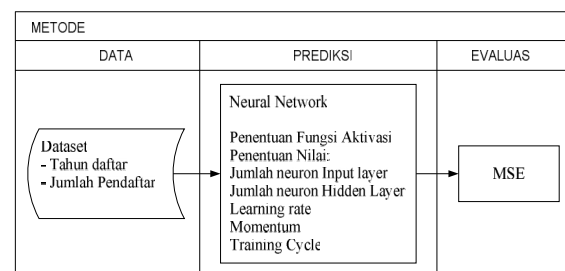 METODE
DATA
PREDIKSI
EVALUAS
Dataset
- Tahun daftar
- Jumlah Pendaftar
Neural Network
Penentuan Fungsi Aktivasi
Penentuan Nilai:
Jumlah neuron Input layer
Jumlah neuron Hidden Layer
Learning rate
Momentum
Training Cycle
MSE